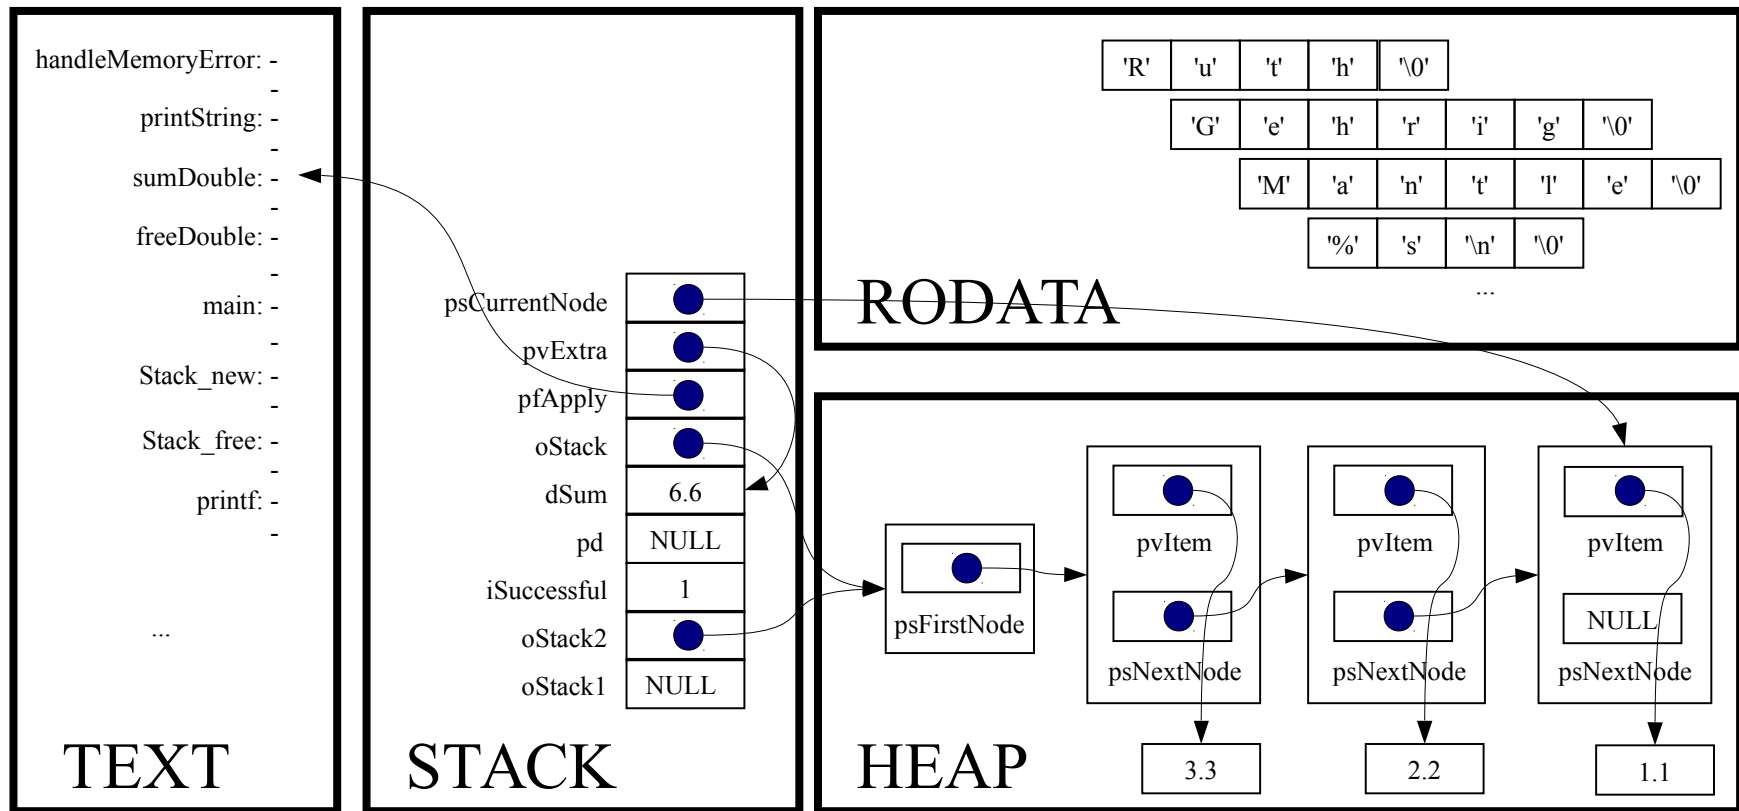 handleMemoryError: -
-
printString: -
-
sumDouble: -
-
freeDouble: -
-
main: -
-
Stack_new: -
-
Stack_free: -
-
printf: -
-
...
TEXT
psCurrentNode
pvExtra
pfApply
oStack
dSum 6.6
pd NULL
iSuccessful 1
oStack2
oStack1 NULL
STACK
'R' 'u' 't' 'h' '\0'
'G' 'e' 'h' 'r' 'i' 'g' '\0'
'M' 'a' 'n' 't' 'l' 'e' '\0'
'%' 's' '\n' '\0'
...
RODATA
pvItem pvItem pvItem
psFirstNode NULL
psNextNode psNextNode psNextNode
3.3 2.2 1.1
HEAP